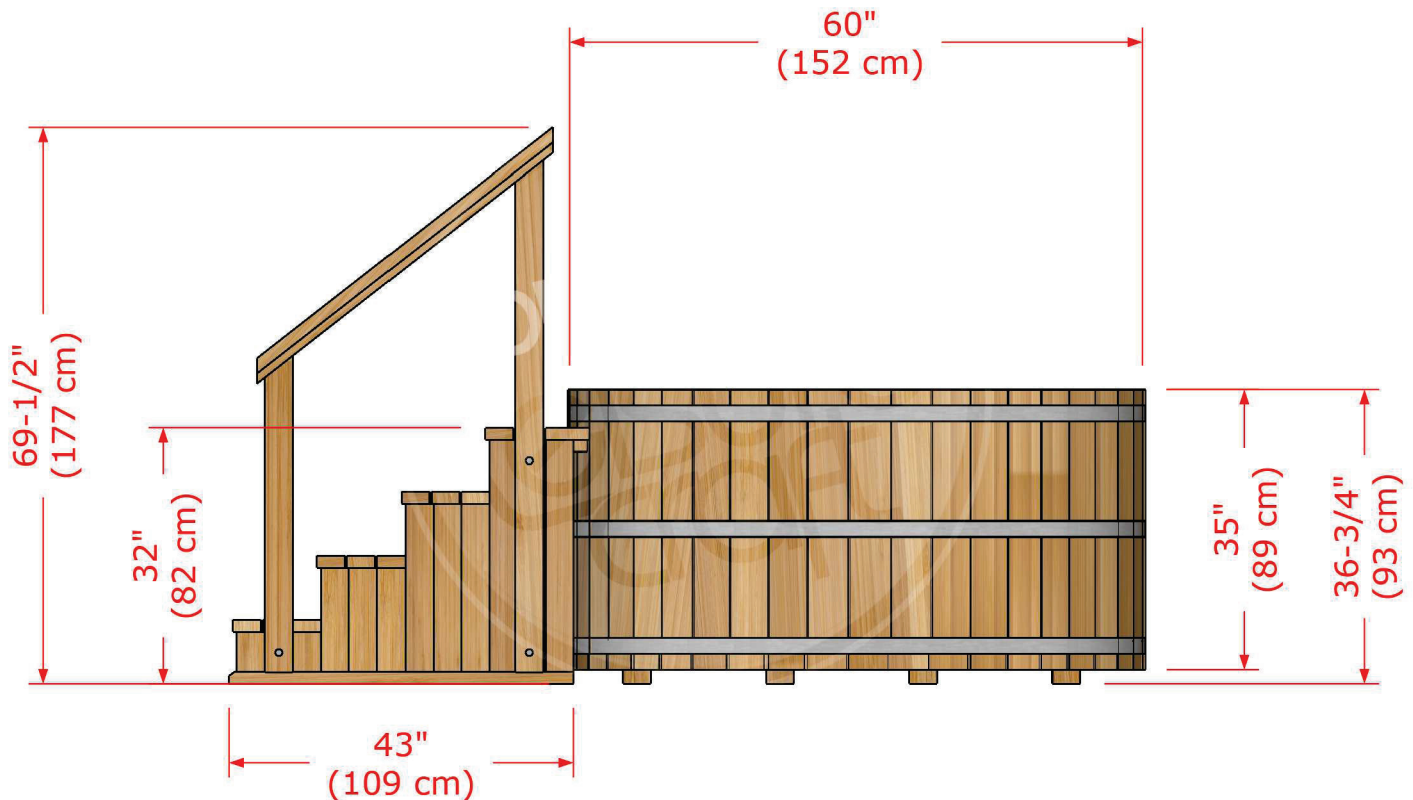 60"
(152 cm)
69-1/2"
(177 cm)
32"
(82 cm)
35"
(89 cm)
36-3/4"
(93 cm)
43"
(109 cm)